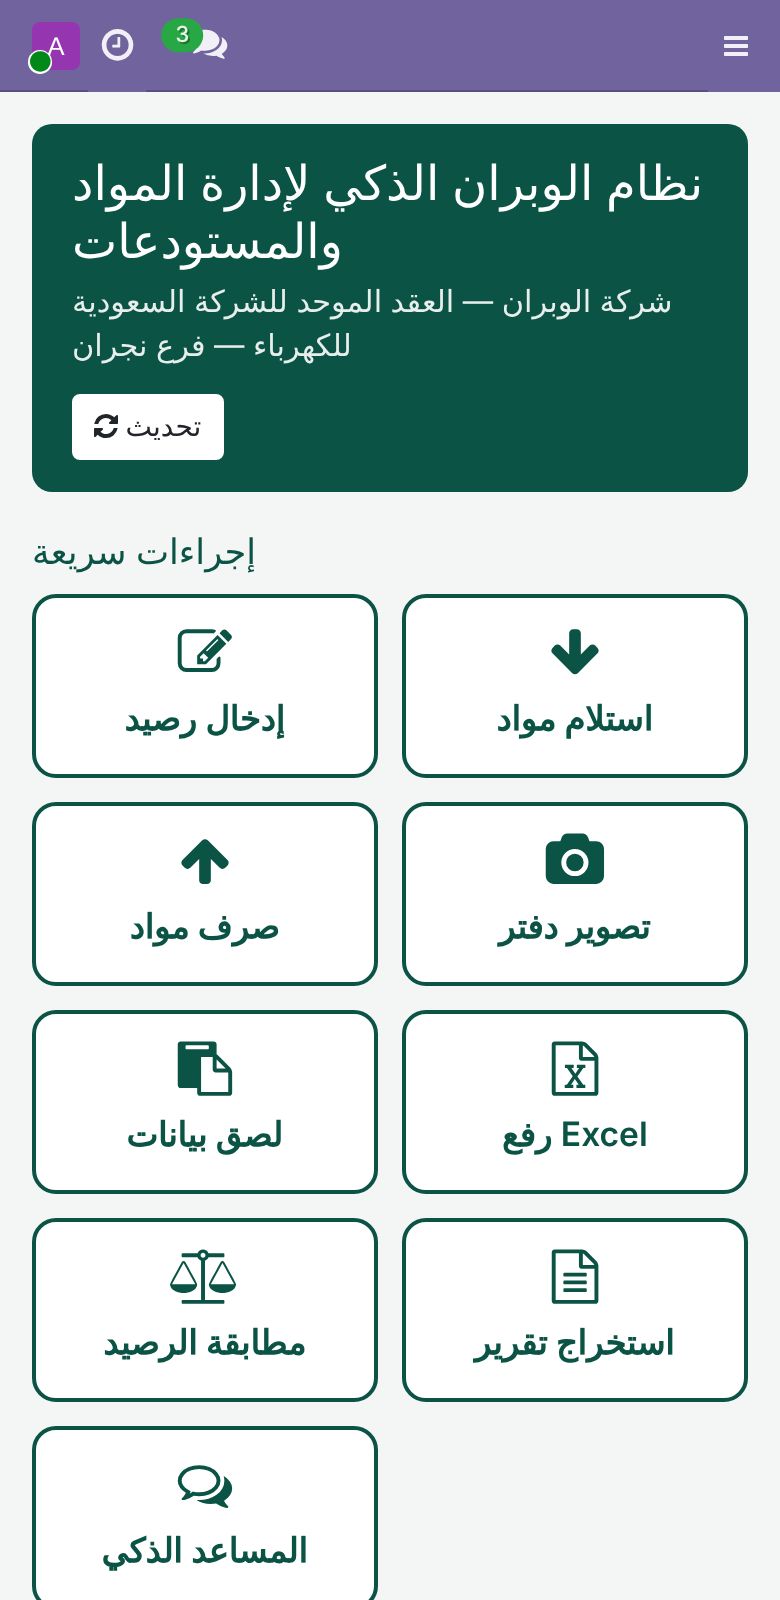 A
3
نظام الوبران الذكي لإدارة المواد
والمستودعات
شركة الوبران — العقد الموحد للشركة السعودية
للكهرباء — فرع نجران
تحديث
إجراءات سريعة
استلام مواد
إدخال رصيد
تصوير دفتر
صرف مواد
رفع Excel
لصق بيانات
استخراج تقرير
مطابقة الرصيد
المساعد الذكي